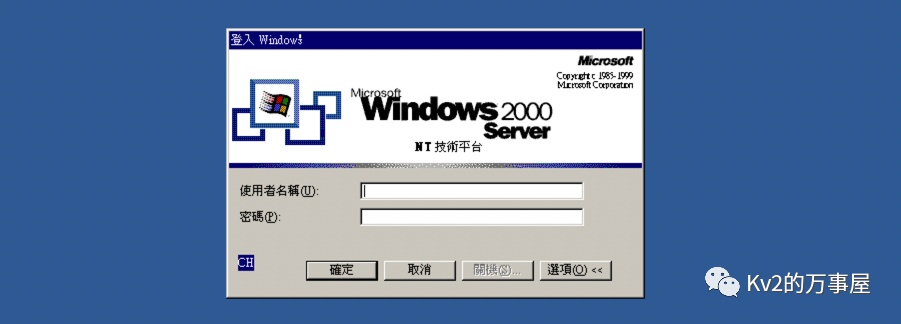 登入 Windows
Microsoft
Copyright © 1985-1999
Microsoft Corporation
Microsoft
Windows 2000
Server
NT 技術平台
使用者名稱(U):
密碼(P):
CH
確定 取消 關機(S)... 選項(O) <<
Kv2的万事屋